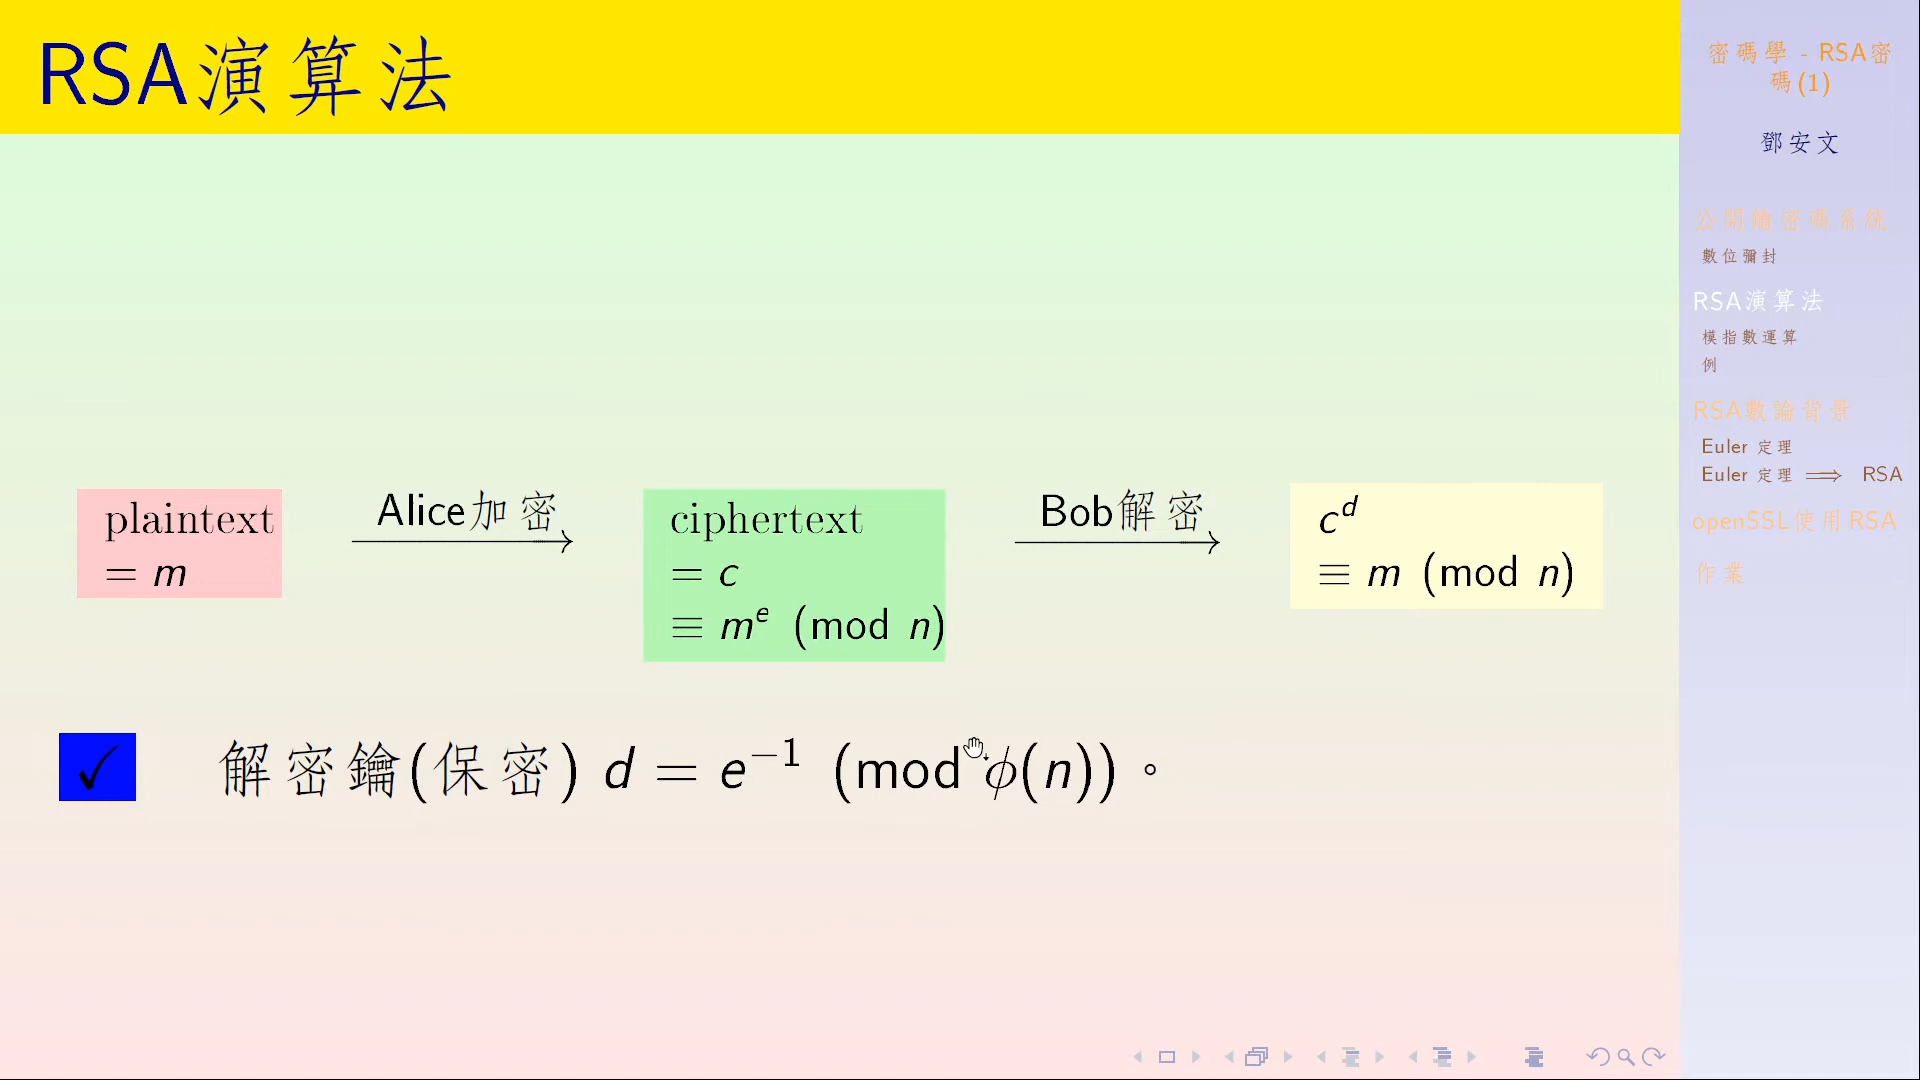 RSA演算法
plaintext
= m
Alice加密
ciphertext
= c
≡ mᵉ (mod n)
Bob解密
cᵈ
≡ m (mod n)
✓ 解密鑰(保密) d = e⁻¹ (mod ϕ(n))。
密碼學 - RSA密
碼(1)
鄧安文
公開鑰密碼系統
數位彌封
RSA演算法
模指數運算
例
RSA數論背景
Euler 定理
Euler 定理 ⟹ RSA
openSSL使用RSA
作業